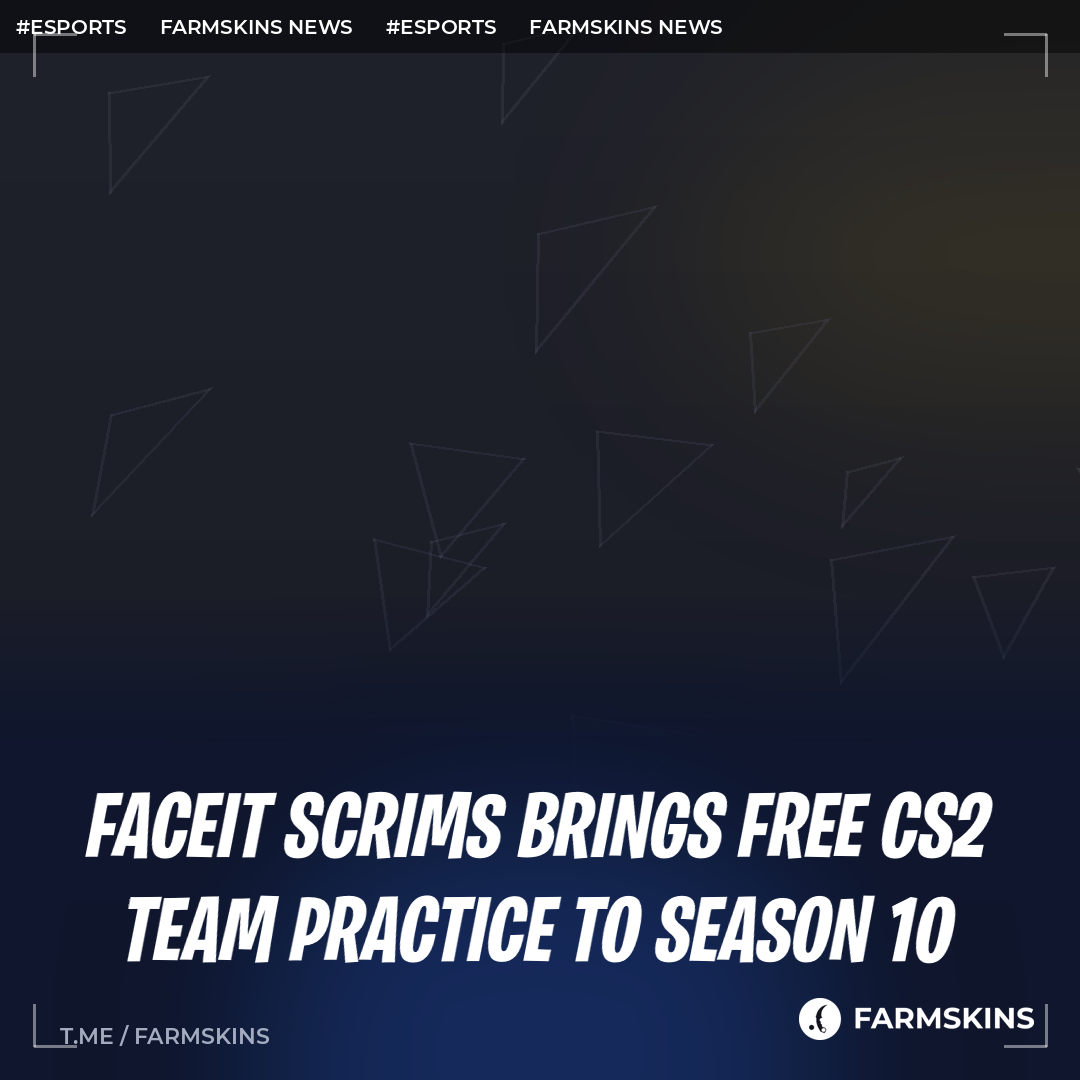 #ESPORTS FARMSKINS NEWS #ESPORTS FARMSKINS NEWS
FACEIT SCRIMS BRINGS FREE CS2
TEAM PRACTICE TO SEASON 10
T.ME / FARMSKINS
FARMSKINS